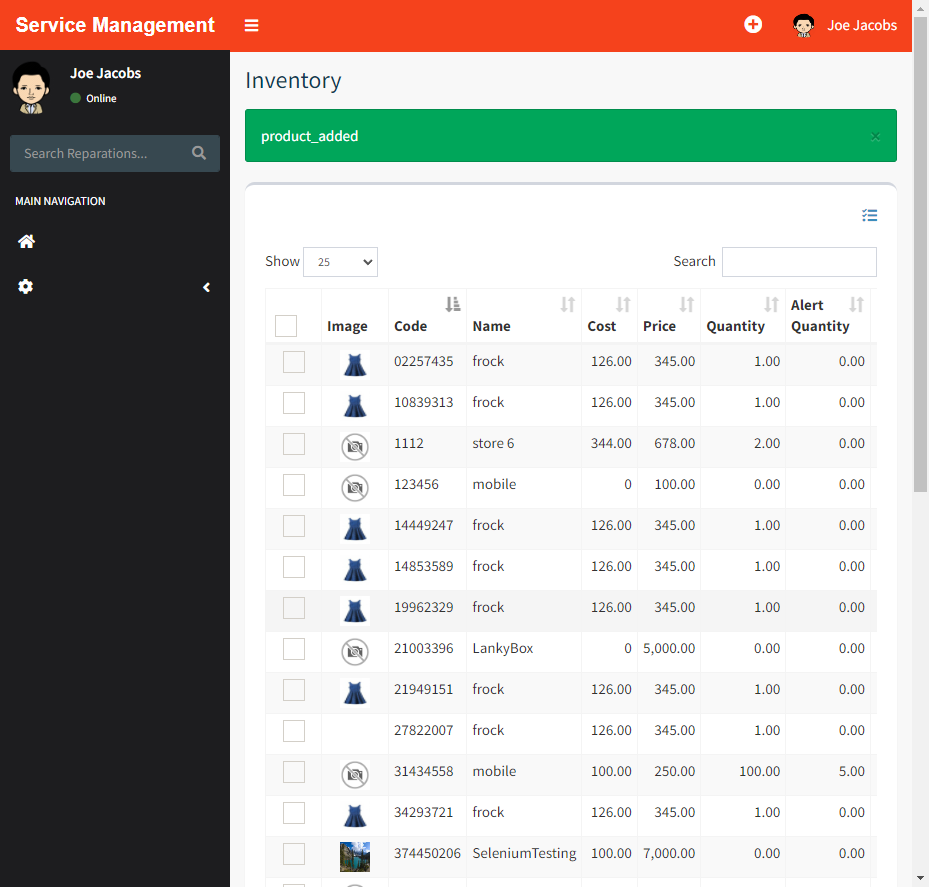 Service Management
Joe Jacobs
Joe Jacobs
Online
Search Reparations...
MAIN NAVIGATION
Inventory
product_added
×
Show 25 Search
Image Code Name Cost Price Quantity Alert Quantity
02257435 frock 126.00 345.00 1.00 0.00
10839313 frock 126.00 345.00 1.00 0.00
1112 store 6 344.00 678.00 2.00 0.00
123456 mobile 0 100.00 0.00 0.00
14449247 frock 126.00 345.00 1.00 0.00
14853589 frock 126.00 345.00 1.00 0.00
19962329 frock 126.00 345.00 1.00 0.00
21003396 LankyBox 0 5,000.00 0.00 0.00
21949151 frock 126.00 345.00 1.00 0.00
27822007 frock 126.00 345.00 1.00 0.00
31434558 mobile 100.00 250.00 100.00 5.00
34293721 frock 126.00 345.00 1.00 0.00
374450206 SeleniumTesting 100.00 7,000.00 0.00 0.00